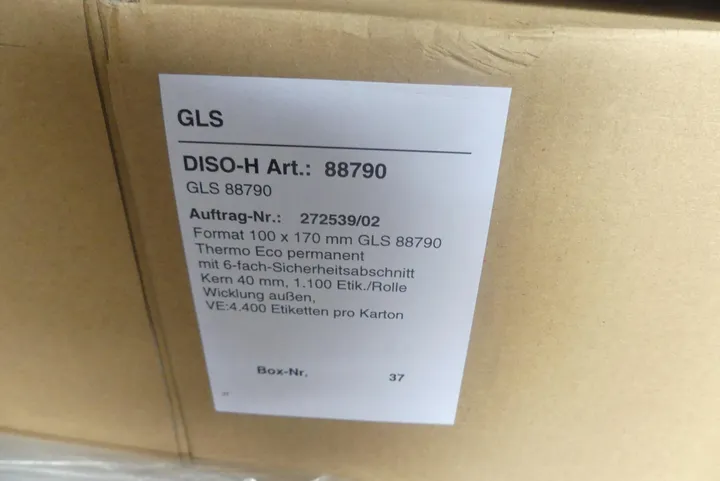 GLS
DISO-H Art.: 88790
GLS 88790
Auftrag-Nr.: 272539/02
Format 100 x 170 mm GLS 88790
Thermo Eco permanent
mit 6-fach-Sicherheitsabschnitt
Kern 40 mm, 1.100 Etik./Rolle
Wicklung außen,
VE:4.400 Etiketten pro Karton
Box-Nr. 37